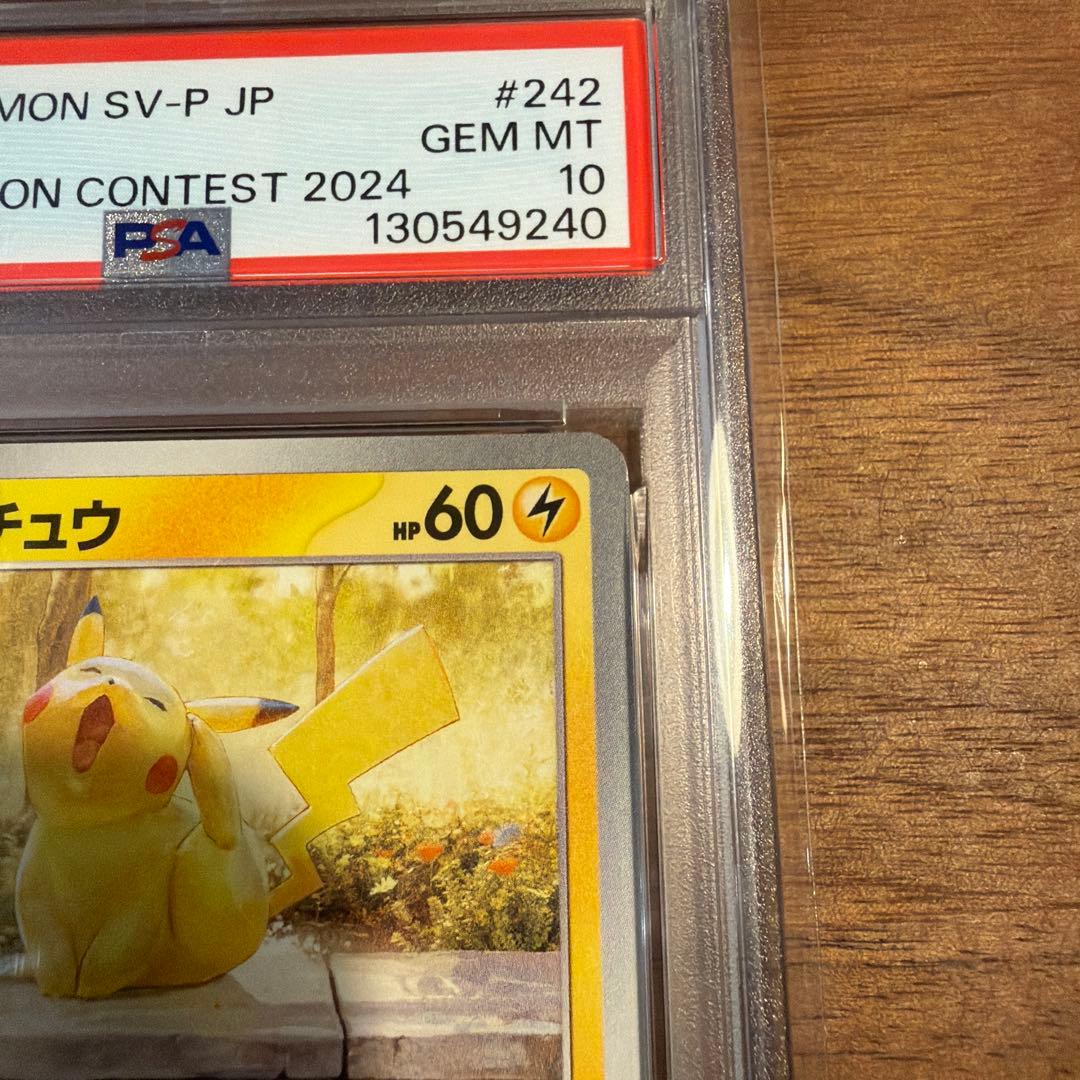 MON SV-P JP #242
GEM MT
ON CONTEST 2024 10
PSA 130549240
チュウ HP60